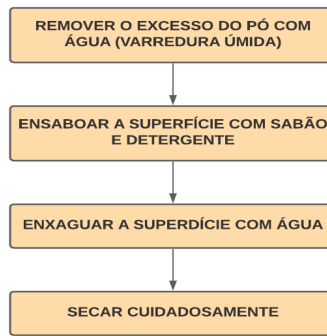 REMOVER O EXCESSO DO PÓ COM
ÁGUA (VARREDURA ÚMIDA)
ENSABOAR A SUPERFÍCIE COM SABÃO
E DETERGENTE
ENXAGUAR A SUPERDÍCIE COM ÁGUA
SECAR CUIDADOSAMENTE